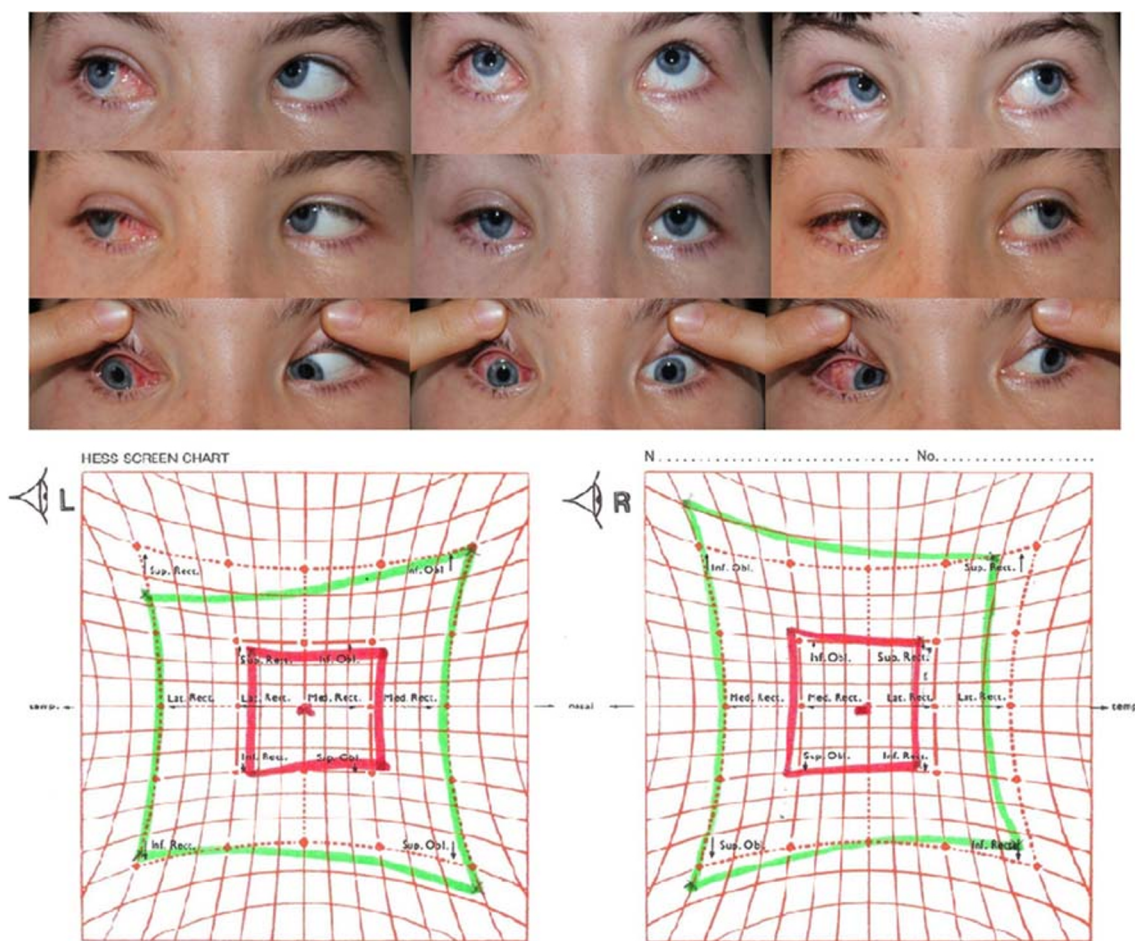 HESS SCREEN CHART
N No.
L
R
Sup. Rect. Inf. Obl
Inf. Obl. Sup. Rect.
Sup. Rect. Inf. Obl.
Inf. Obl. Sup. Rect.
Lat. Rect. Lat. Rect. Med. Rect. Med. Rect.
nasal
Med. Rect. Med. Rect. Lat. Rect. Lat. Rect.
temp
Inf. Rect. Sup. Obl.
Sup. Obl. Inf. Rect.
Inf. Rect. Sup. Obl.
Sup. Obl. Inf. Rect.